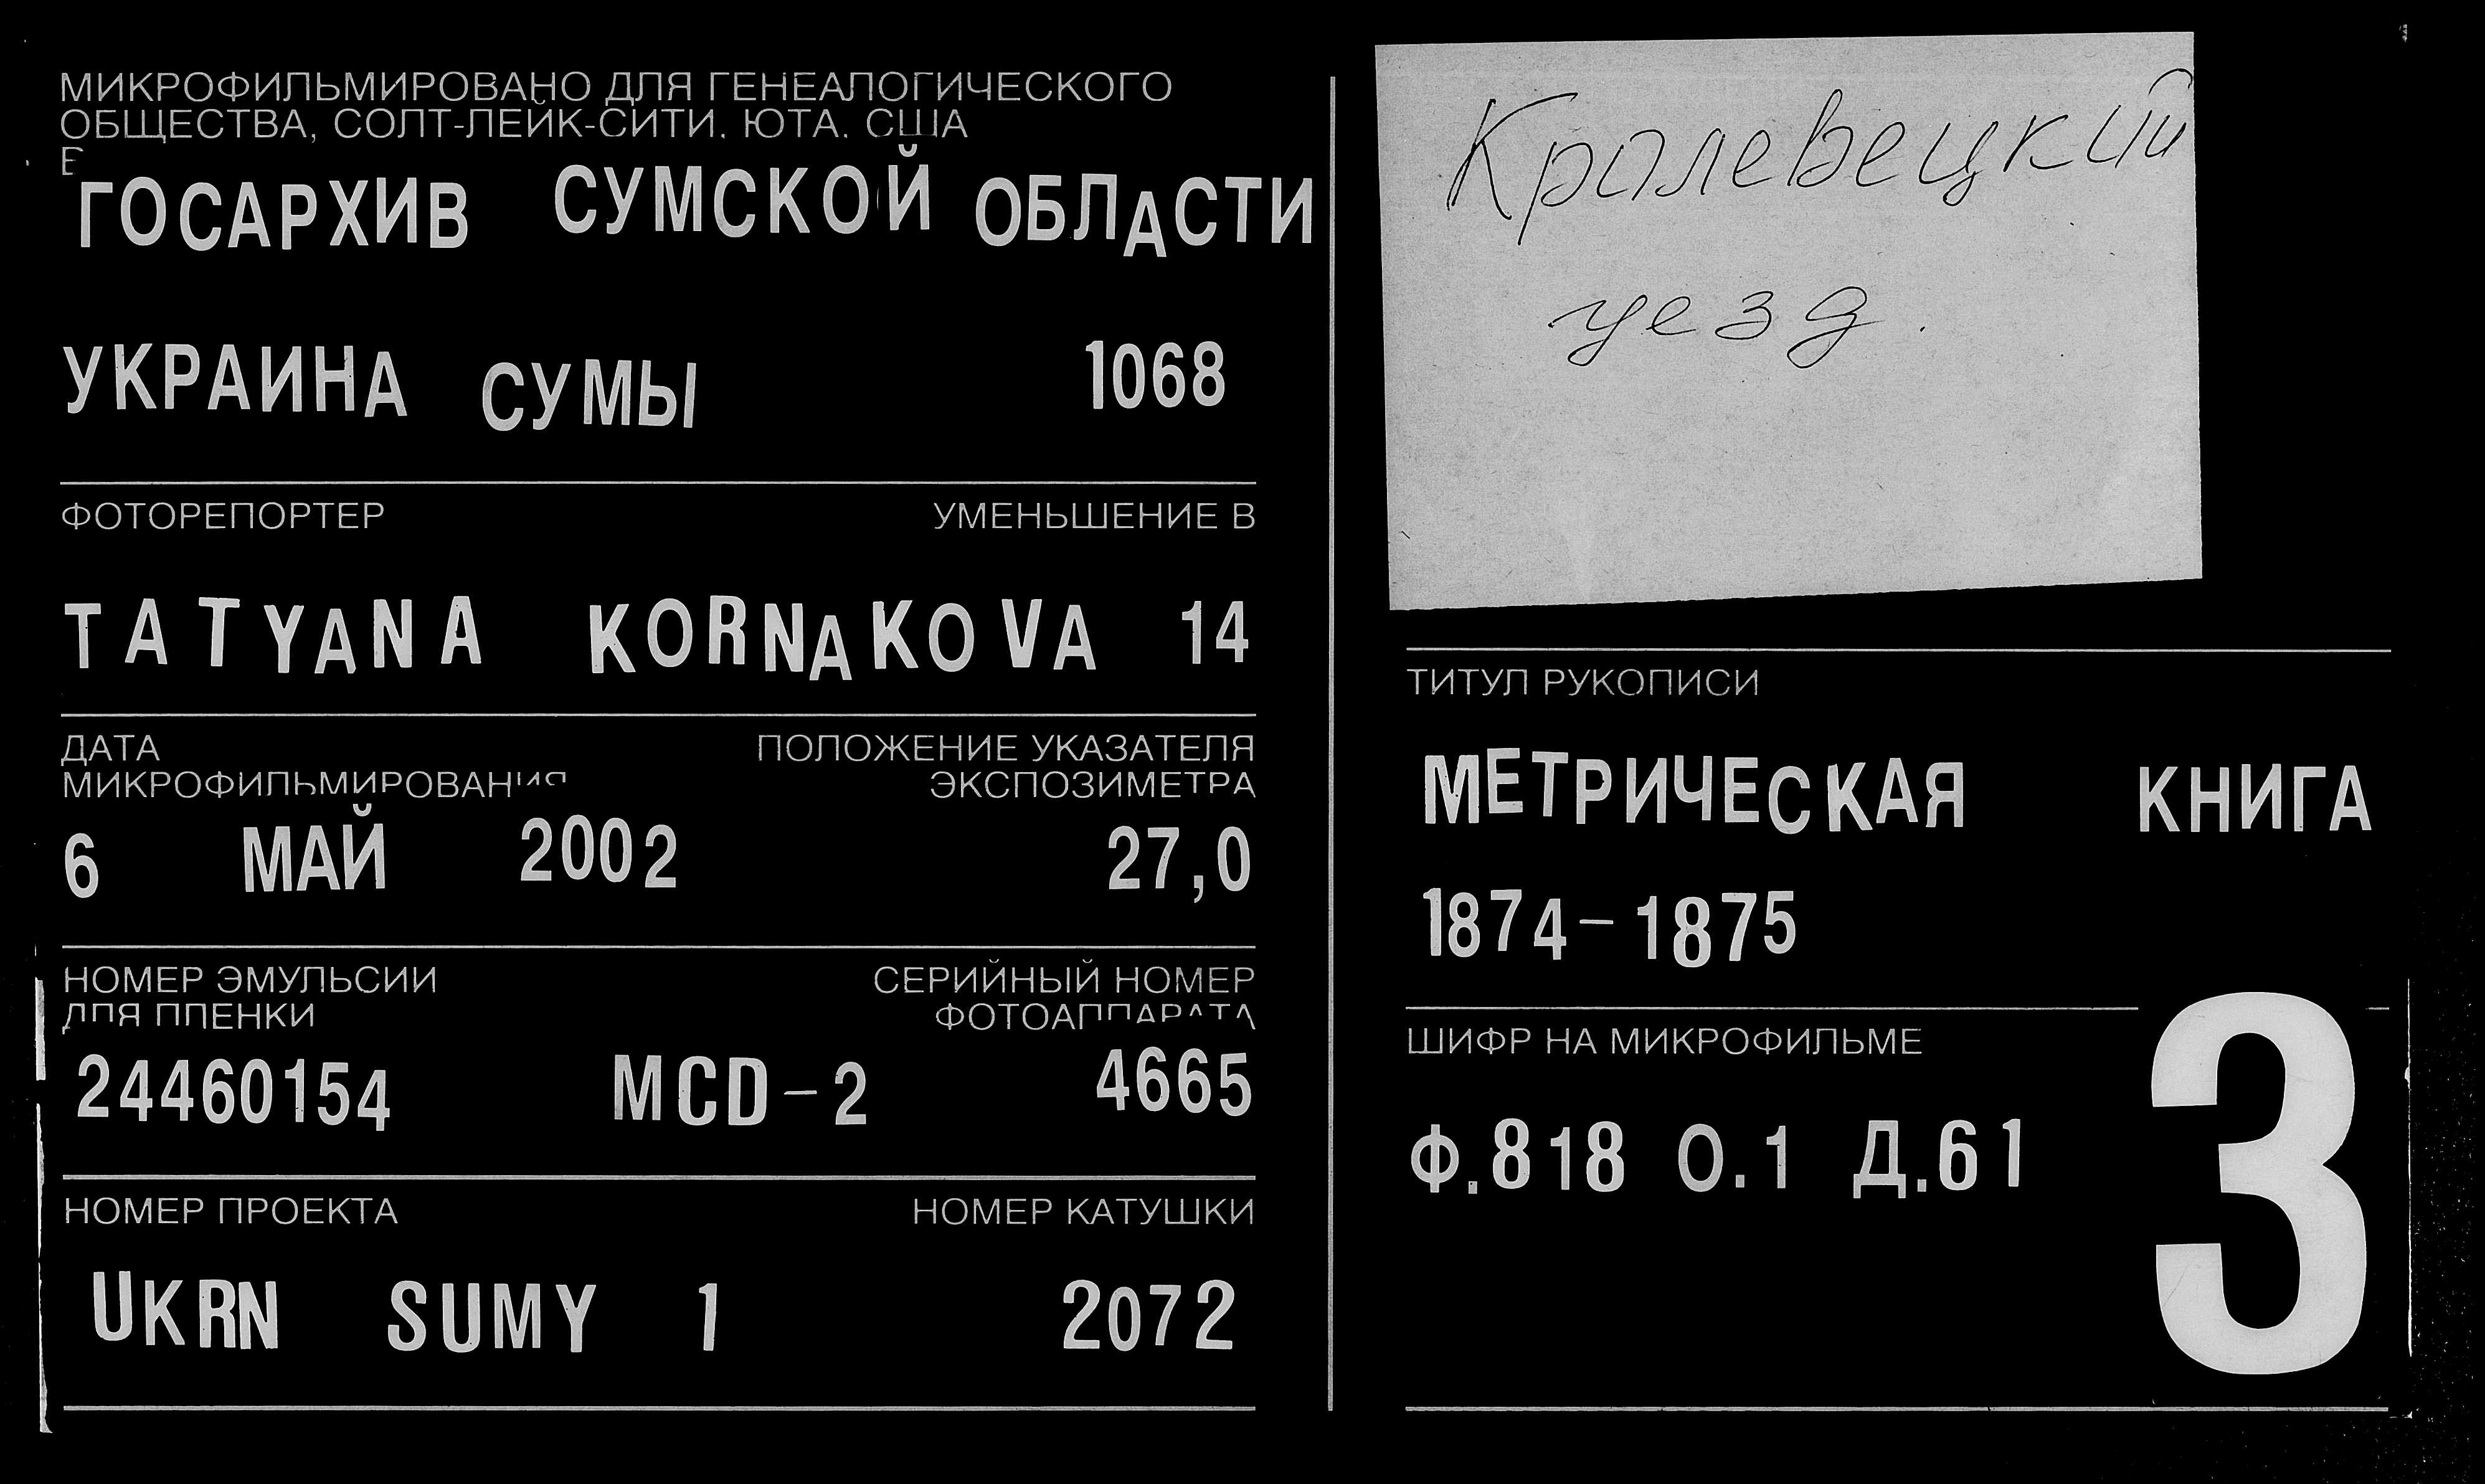 МИКРОФИЛЬМИРОВАНО ДЛЯ ГЕНЕАЛОГИЧЕСКОГО
ОБЩЕСТВА, СОЛТ-ЛЕЙК-СИТИ, ЮТА, США
В
ГОСАРХИВ СУМСКОЙ ОБЛАСТИ
УКРАИНА СУМЫ 1068
ФОТОРЕПОРТЕР УМЕНЬШЕНИЕ В
TATYANA KORNAKOVA 14
ДАТА ПОЛОЖЕНИЕ УКАЗАТЕЛЯ
МИКРОФИЛЬМИРОВАНИЯ ЭКСПОЗИМЕТРА
6 МАЙ 2002 27,0
НОМЕР ЭМУЛЬСИИ СЕРИЙНЫЙ НОМЕР
ДЛЯ ПЛЕНКИ ФОТОАППАРАТА
24460154 MCD-2 4665
НОМЕР ПРОЕКТА НОМЕР КАТУШКИ
UKRN SUMY 1 2072
Кролевецкий
уезд.
ТИТУЛ РУКОПИСИ
МЕТРИЧЕСКАЯ КНИГА
1874-1875
ШИФР НА МИКРОФИЛЬМЕ
Ф.818 О.1 Д.61
3